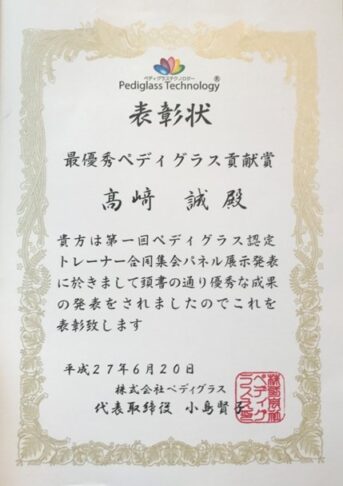 ペディグラステクノロジー
Pediglass Technology®
表彰状
最優秀ペディグラス貢献賞
髙﨑 誠 殿
貴方は第一回ペディグラス認定
トレーナー合同集会パネル展示発表
に於きまして頭書の通り優秀な成果
の発表をされましたのでこれを
表彰致します
平成27年6月20日
株式会社ペディグラス
代表取締役 小島賢子